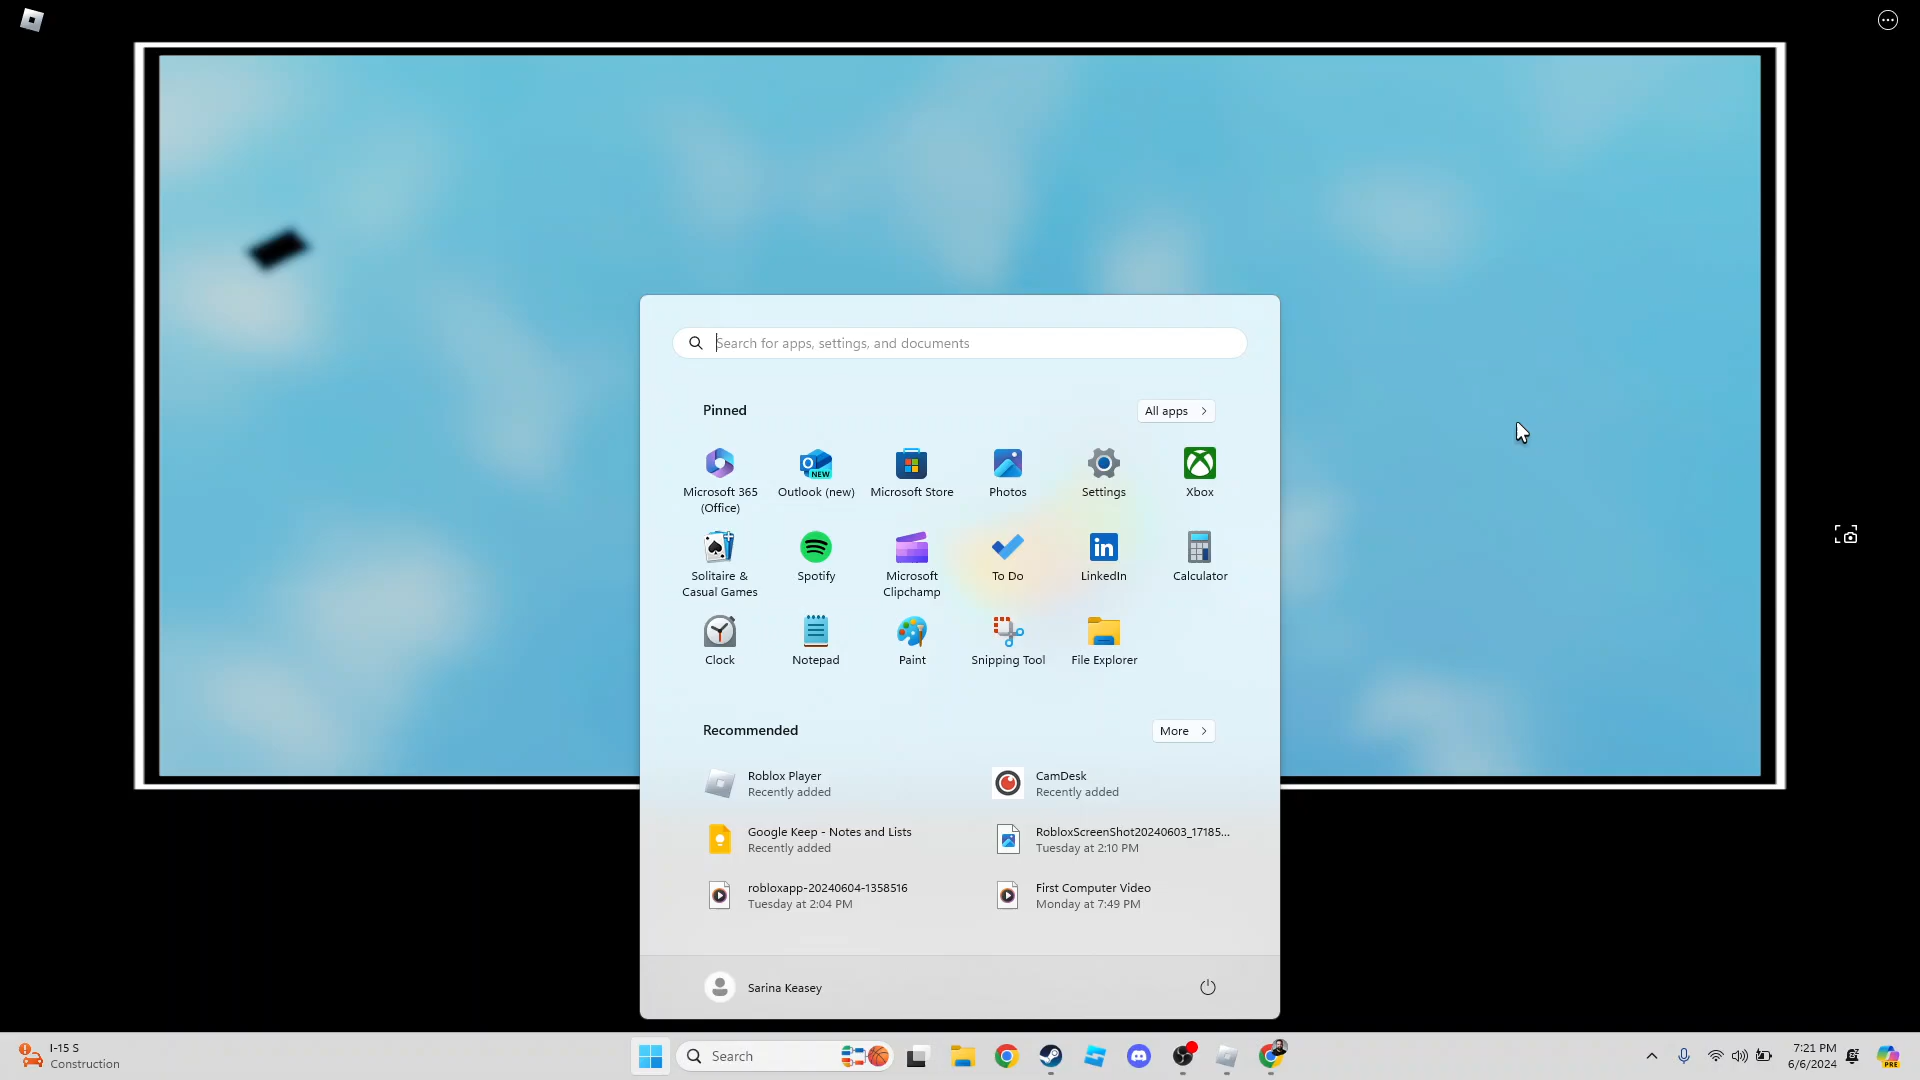 Search for apps, settings, and documents
Pinned
All apps
Microsoft 365
(Office)
Outlook (new)
Microsoft Store
Photos
Settings
Xbox
Solitaire &
Casual Games
Spotify
Microsoft
Clipchamp
To Do
LinkedIn
Calculator
Clock
Notepad
Paint
Snipping Tool
File Explorer
Recommended
More
Roblox Player
Recently added
CamDesk
Recently added
Google Keep - Notes and Lists
Recently added
RobloxScreenShot20240603_17185...
Tuesday at 2:10 PM
robloxapp-20240604-1358516
Tuesday at 2:04 PM
First Computer Video
Monday at 7:49 PM
Sarina Keasey
I-15 S
Construction
Search
7:21 PM
6/6/2024
NEW
PRE